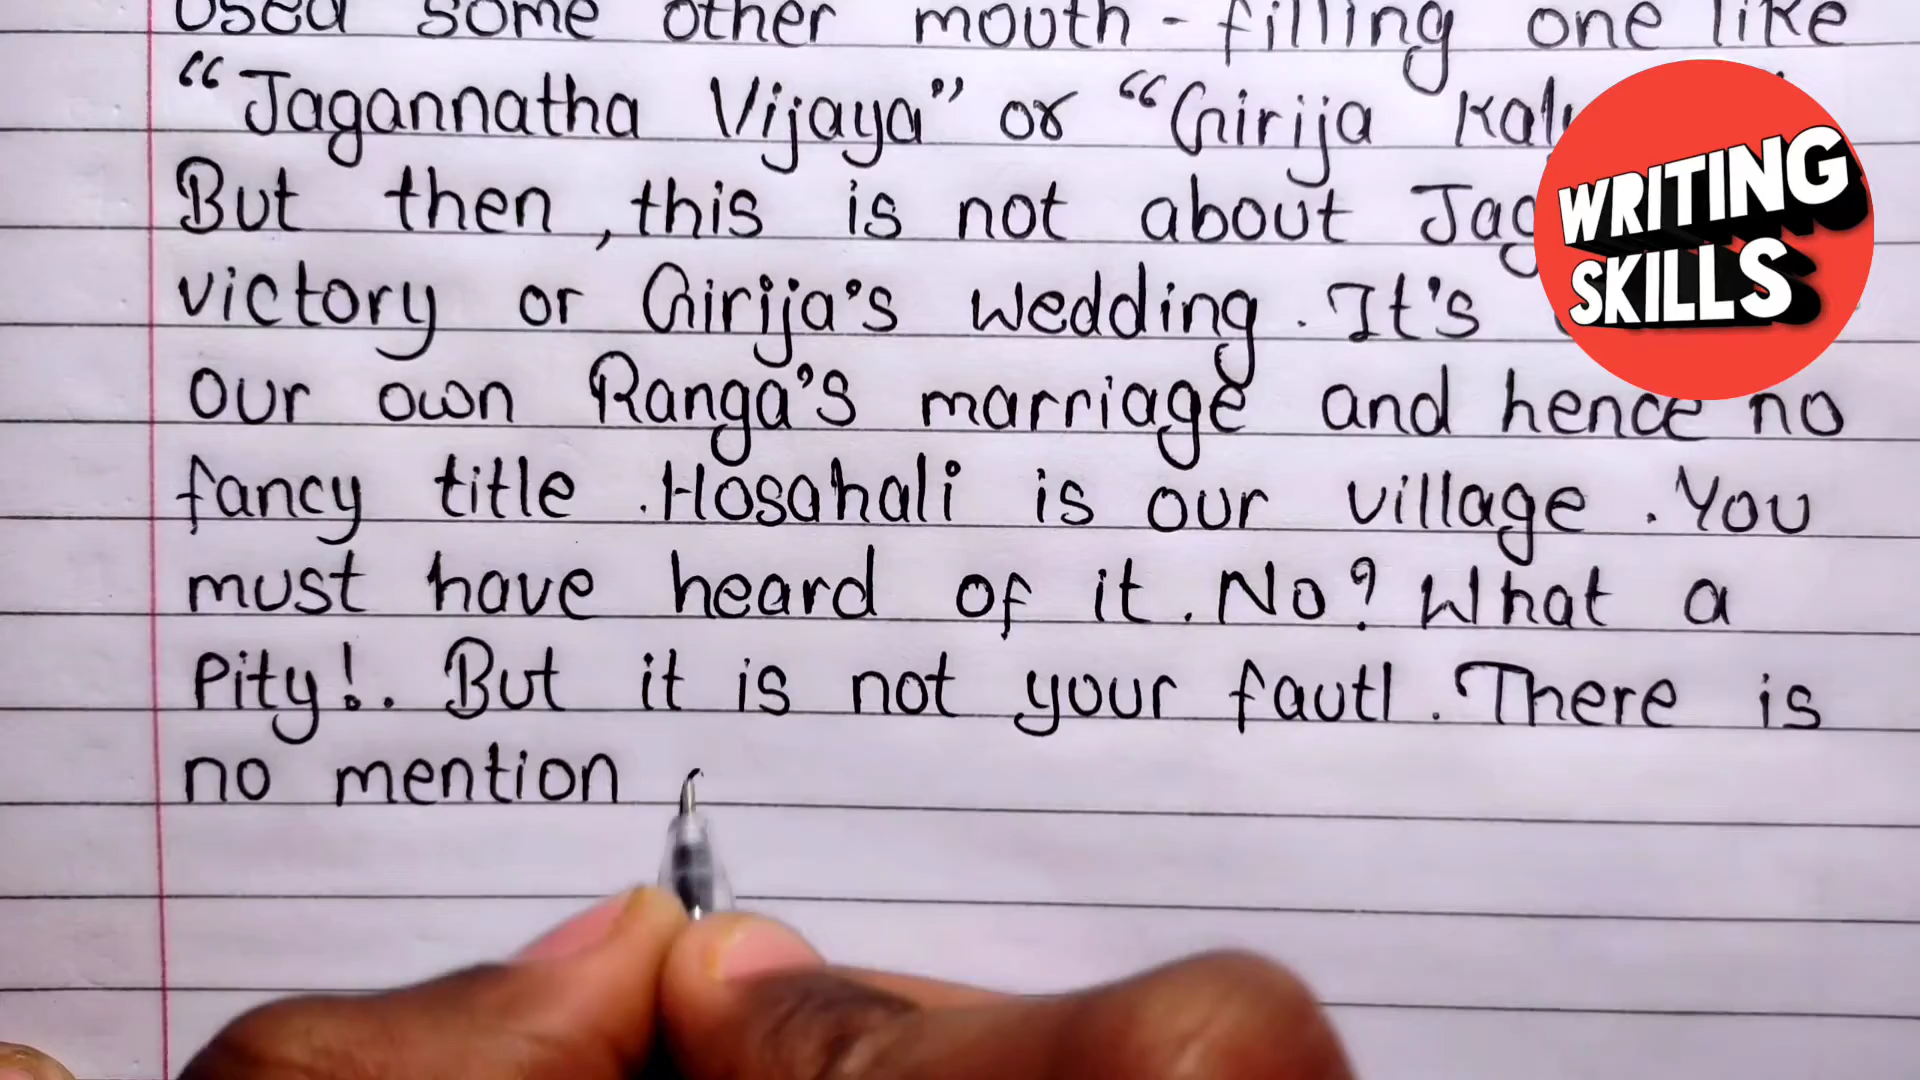 used some other mouth-filling one like
"Jagannatha Vijaya" or "Girija
But then, this is not about
victory or Girija's wedding. It's
our own Ranga's marriage and hence no
fancy title. Hosahali is our village. You
must have heard of it. No? What a
Pity!. But it is not your fautl. There is
no mention
WRITING
SKILLS